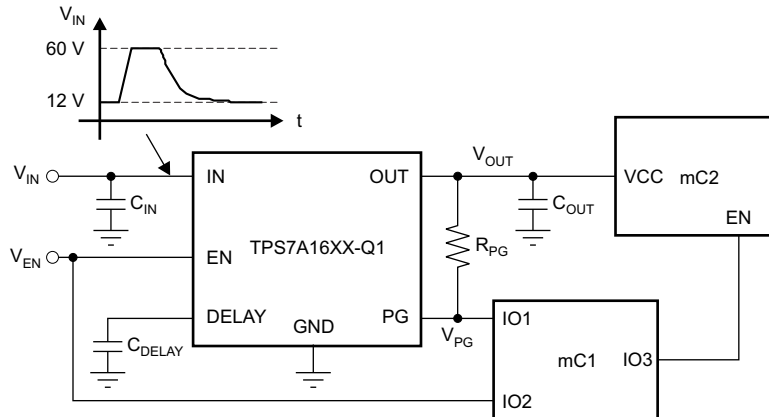 V_IN
60 V
12 V
t
V_IN
C_IN
IN
OUT
V_OUT
C_OUT
VCC
mC2
EN
V_EN
EN
TPS7A16XX-Q1
R_PG
DELAY
GND
PG
V_PG
C_DELAY
IO1
mC1
IO3
IO2